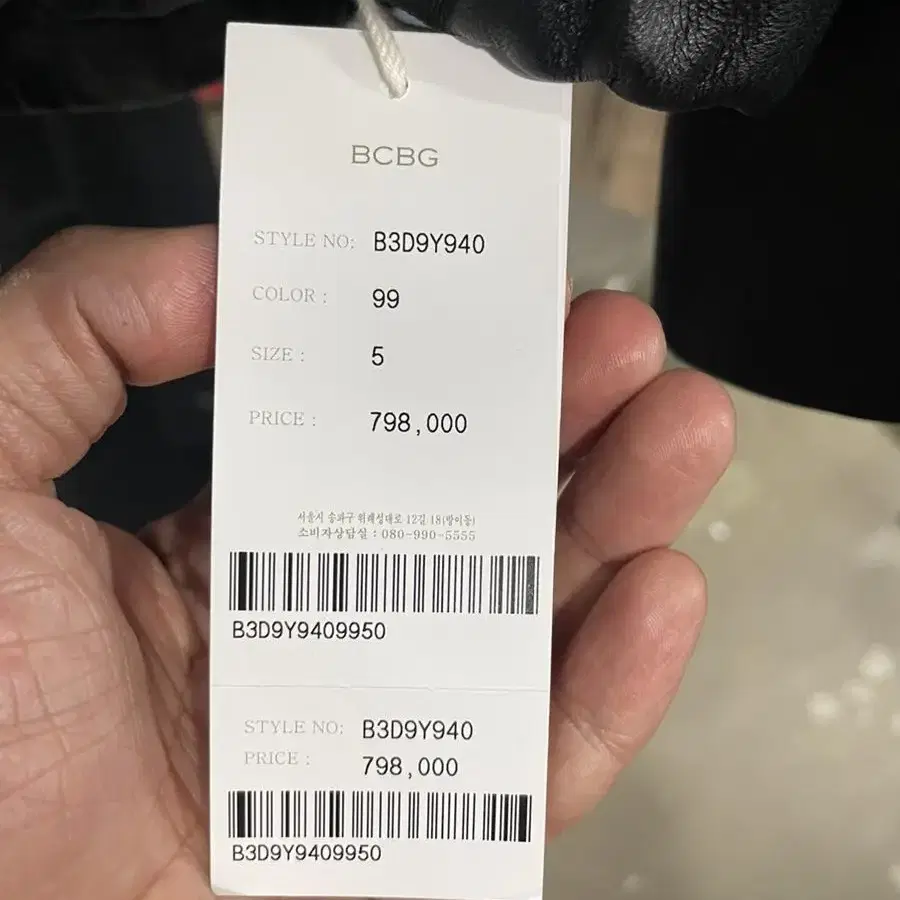 BCBG
STYLE NO: B3D9Y940
COLOR : 99
SIZE : 5
PRICE : 798,000
서울시 송파구 위례성대로 12길 18(방이동)
소비자상담실 : 080-990-5555
B3D9Y9409950
STYLE NO: B3D9Y940
PRICE : 798,000
B3D9Y9409950